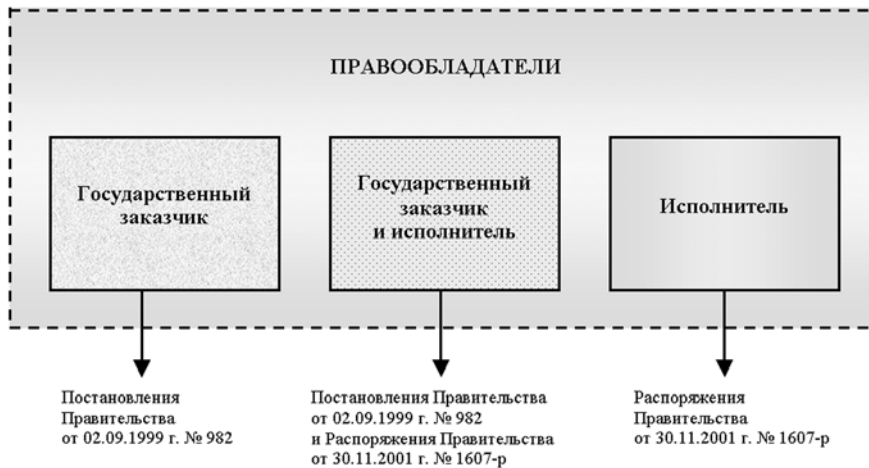 ПРАВООБЛАДАТЕЛИ
Государственный
заказчик
Государственный
заказчик
и исполнитель
Исполнитель
Постановления
Правительства
от 02.09.1999 г. № 982
Постановления Правительства
от 02.09.1999 г. № 982
и Распоряжения Правительства
от 30.11.2001 г. № 1607-р
Распоряжения
Правительства
от 30.11.2001 г. № 1607-р